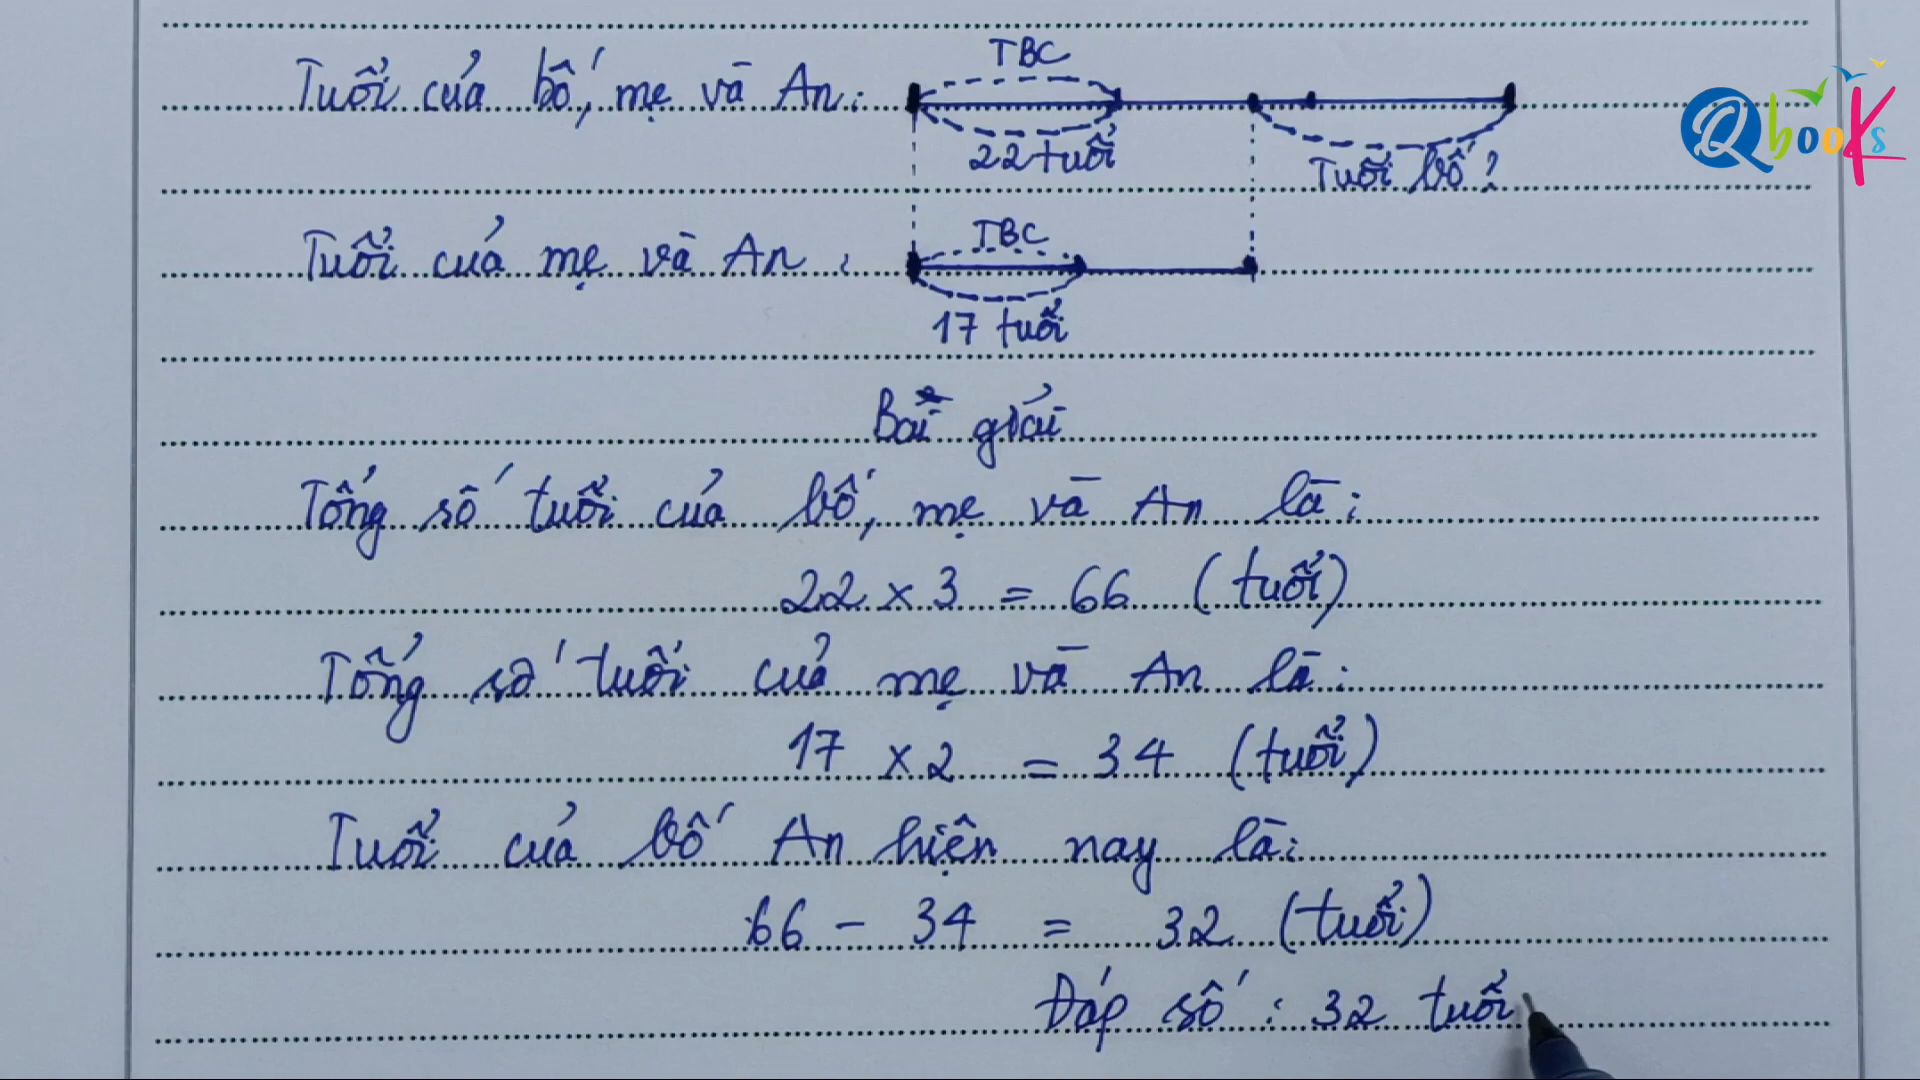 TBC
Tuổi của bố, mẹ và An:
22 tuổi
Tuổi bố?
TBC
Tuổi của mẹ và An:
17 tuổi
Bài giải
Tổng số tuổi của bố, mẹ và An là:
22 x 3 = 66 (tuổi)
Tổng số tuổi của mẹ và An là:
17 x 2 = 34 (tuổi)
Tuổi của bố An hiện nay là:
66 - 34 = 32 (tuổi)
Đáp số: 32 tuổi
Qbooks